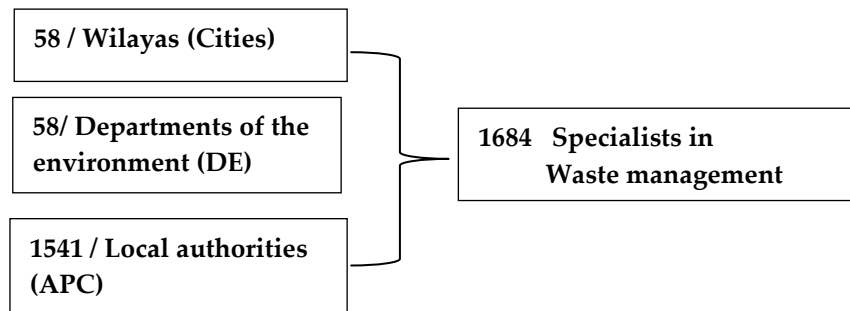 58 / Wilayas (Cities)
58/ Departments of the
environment (DE)
1541 / Local authorities
(APC)
1684 Specialists in
Waste management